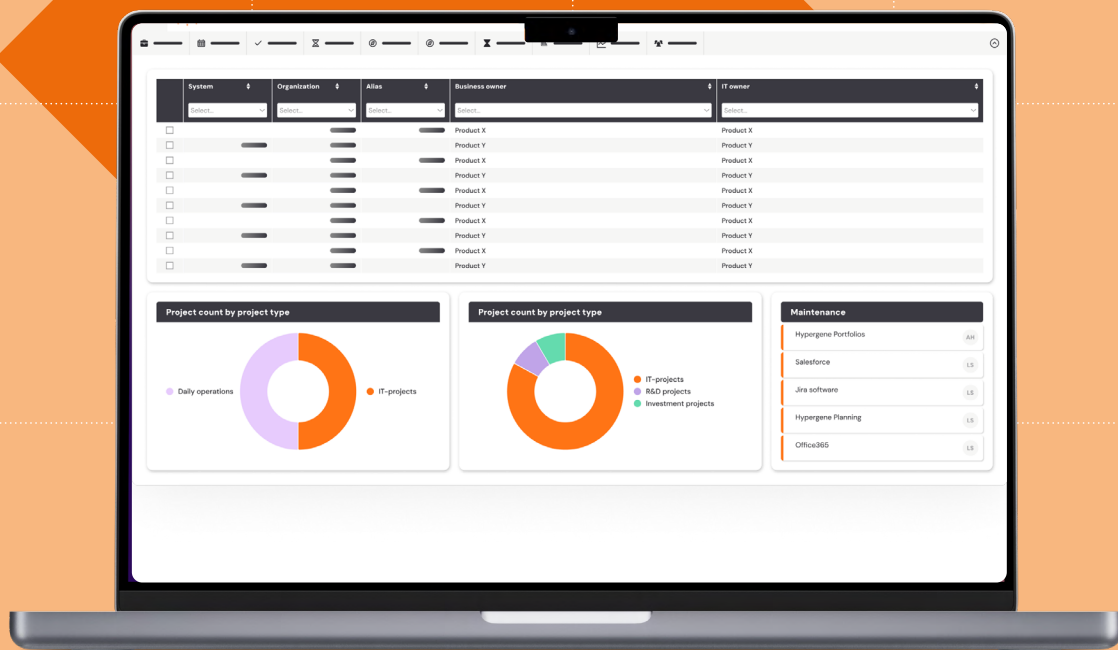 System Organization Alias Business owner IT owner
Select... Select... Select... Select... Select...
Product X Product X
Product Y Product Y
Product X Product X
Product Y Product Y
Product X Product X
Product Y Product Y
Product X Product X
Product Y Product Y
Product X Product X
Product Y Product Y
Project count by project type
Daily operations
IT-projects
Project count by project type
IT-projects
R&D projects
Investment projects
Maintenance
Hypergene Portfolios AH
Salesforce LS
Jira software LS
Hypergene Planning LS
Office365 LS